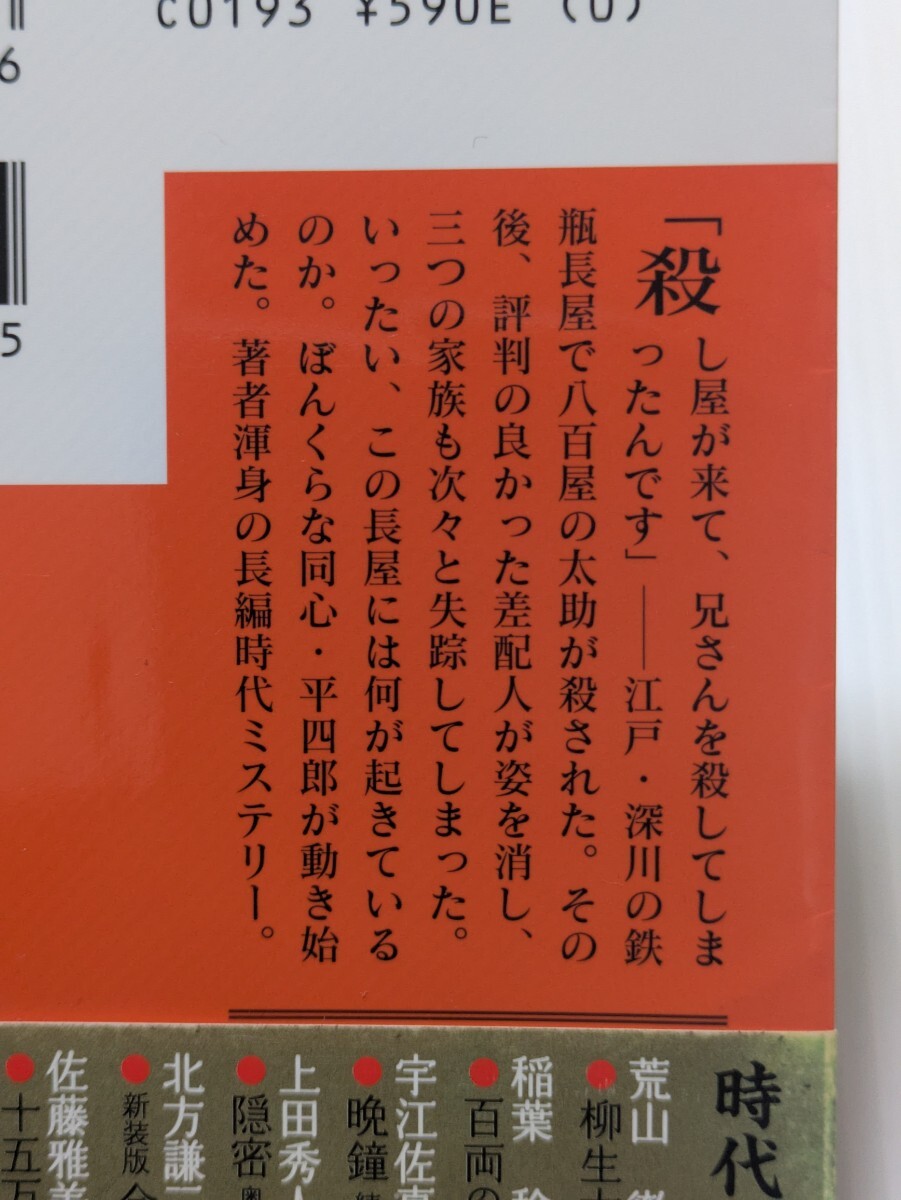 C0193 ¥590E (0)
6
5
「殺し屋が来て、兄さんを殺してしま
ったんです」——江戸・深川の鉄
瓶長屋で八百屋の太助が殺された。その
後、評判の良かった差配人が姿を消し、
三つの家族も次々と失踪してしまった。
いったい、この長屋には何が起きている
のか。ぼんくらな同心・平四郎が動き始
めた。著者渾身の長編時代ミステリー。
時代
荒山
●柳生
稲葉
●百両の
宇江佐真
●晩鐘
上田秀人
●隠密
北方謙三
●新装版
佐藤雅美
●十五万